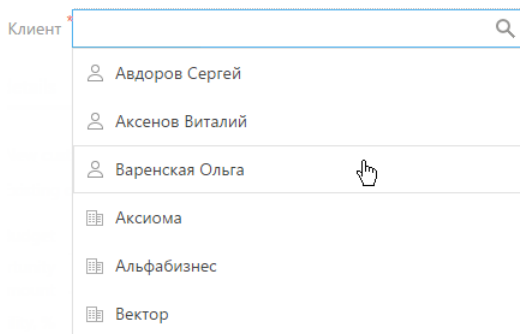 Клиент *
Авдоров Сергей
Аксенов Виталий
Варенская Ольга
Аксиома
Альфабизнес
Вектор